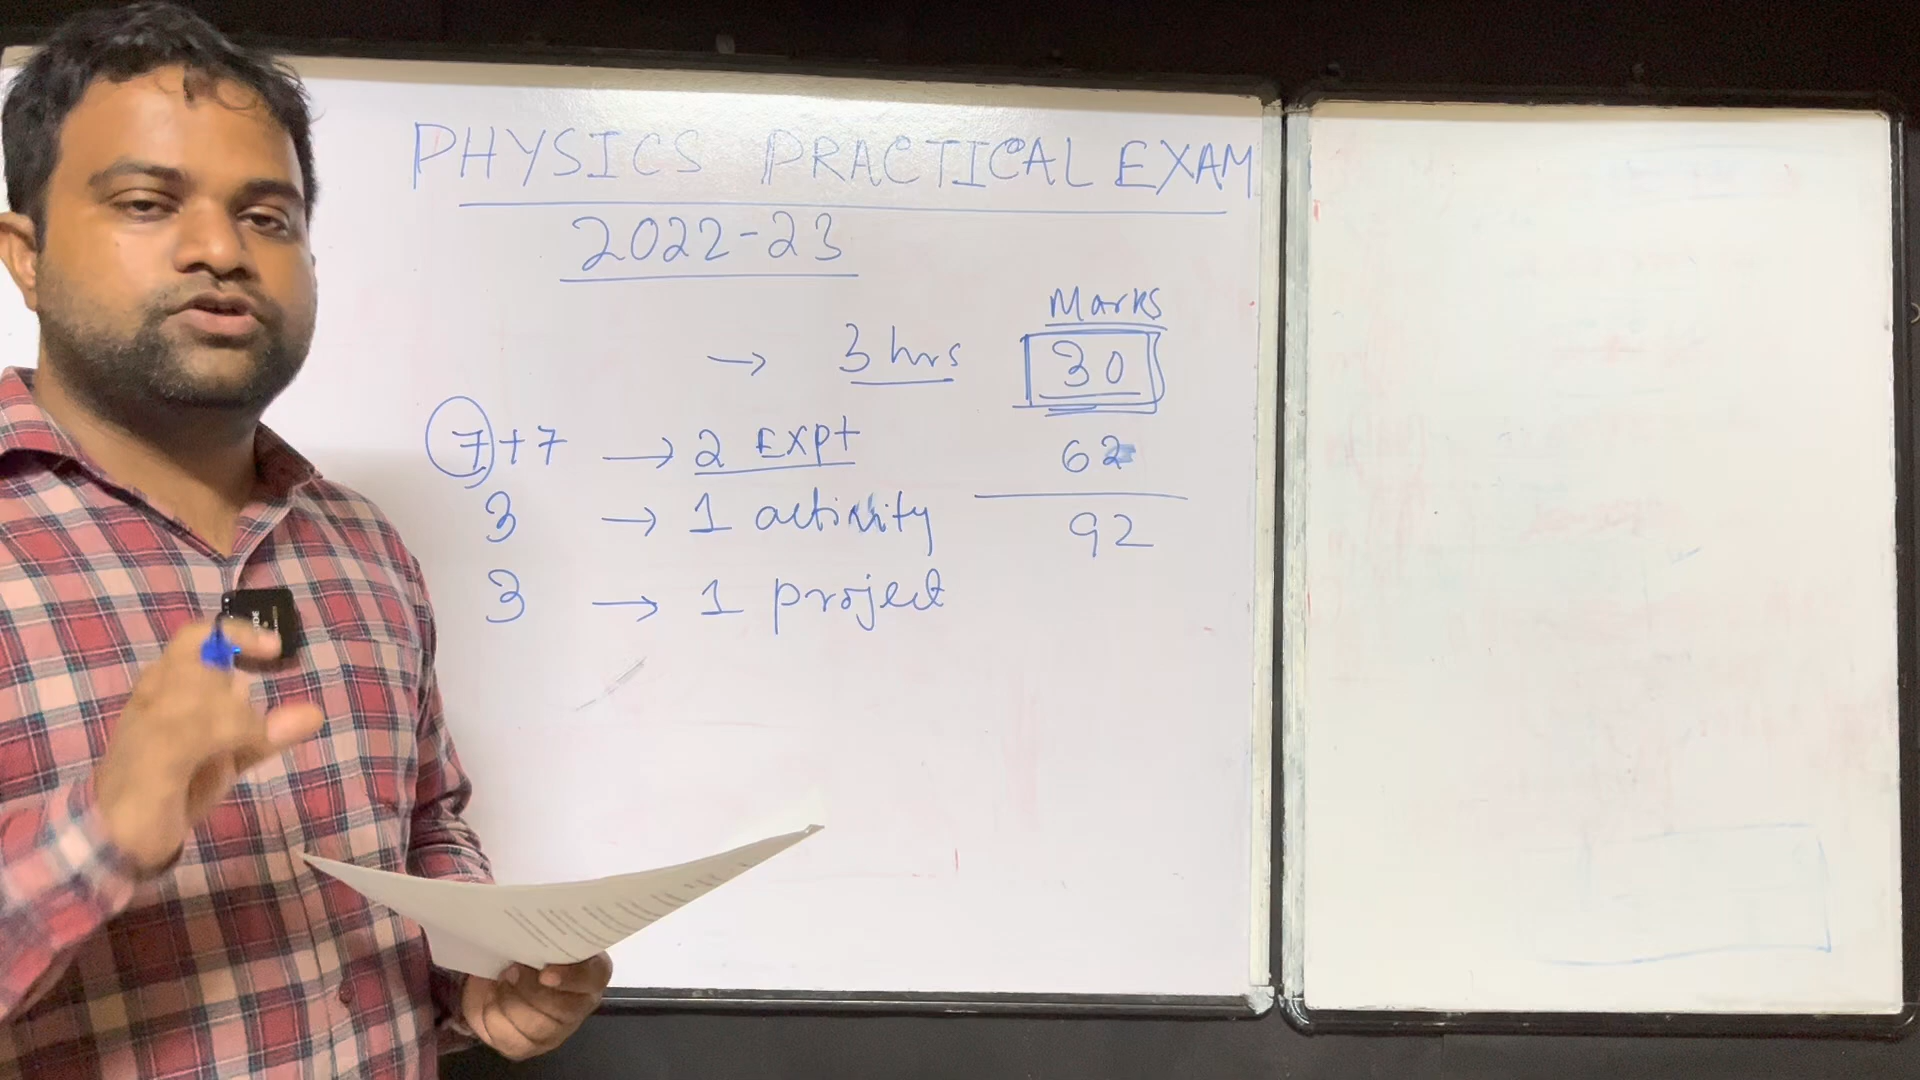 PHYSICS PRACTICAL EXAM
2022-23
Marks
→ 3 hrs 30
7+7 → 2 Expt 62
3 → 1 activity 92
3 → 1 project